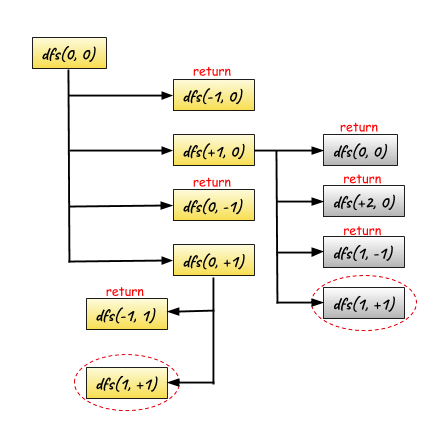 dfs(0, 0)
return
dfs(-1, 0)
return
dfs(+1, 0)
dfs(0, 0)
return
return
dfs(0, -1)
dfs(+2, 0)
return
dfs(0, +1)
dfs(1, -1)
return
dfs(-1, 1)
dfs(1, +1)
dfs(1, +1)